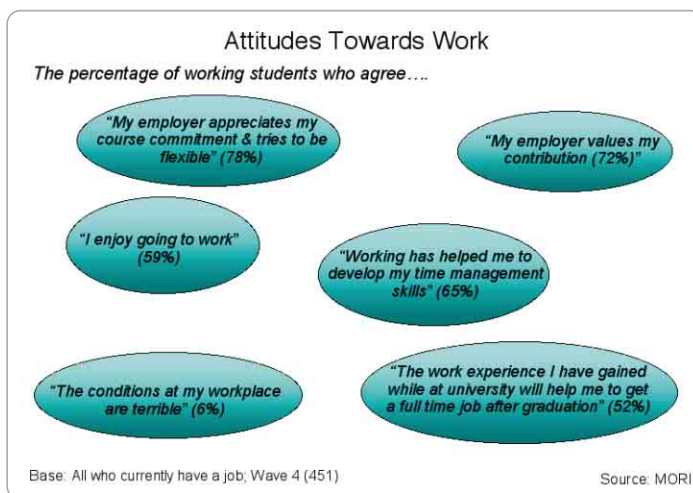 Attitudes Towards Work
The percentage of working students who agree….
“My employer appreciates my
course commitment & tries to be
flexible” (78%)
“My employer values my
contribution (72%)”
“I enjoy going to work”
(59%)
“Working has helped me to
develop my time management
skills” (65%)
“The conditions at my workplace
are terrible” (6%)
“The work experience I have gained
while at university will help me to get
a full time job after graduation” (52%)
Base: All who currently have a job; Wave 4 (451)
Source: MORI